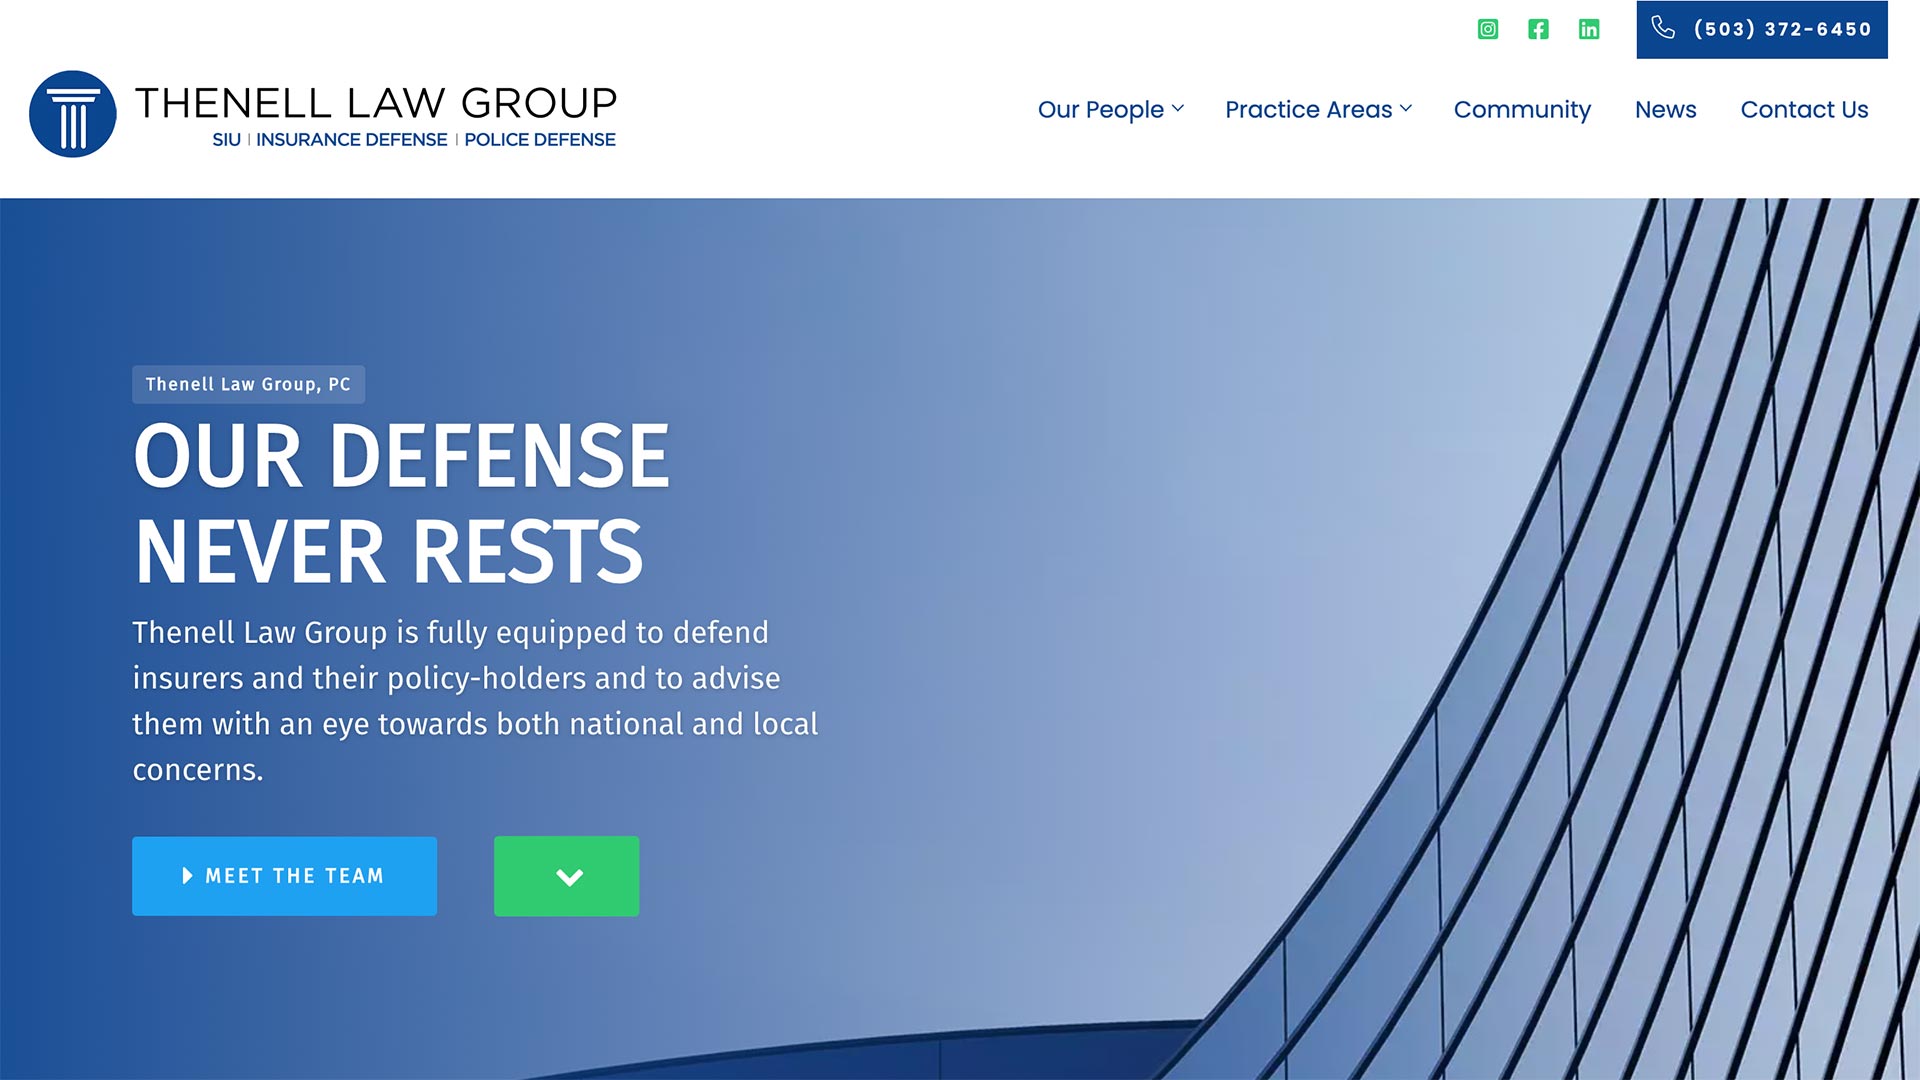 (503) 372-6450
THENELL LAW GROUP
SIU | INSURANCE DEFENSE | POLICE DEFENSE
Our People
Practice Areas
Community
News
Contact Us
Thenell Law Group, PC
OUR DEFENSE
NEVER RESTS
Thenell Law Group is fully equipped to defend
insurers and their policy-holders and to advise
them with an eye towards both national and local
concerns.
MEET THE TEAM